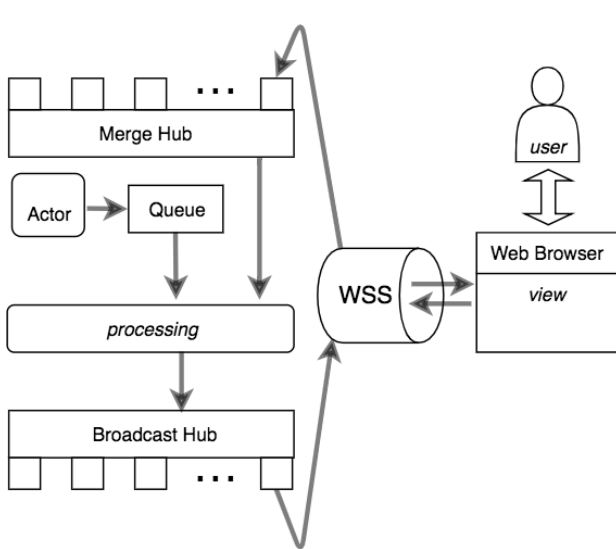 Merge Hub
Actor
Queue
processing
Broadcast Hub
WSS
user
Web Browser
view